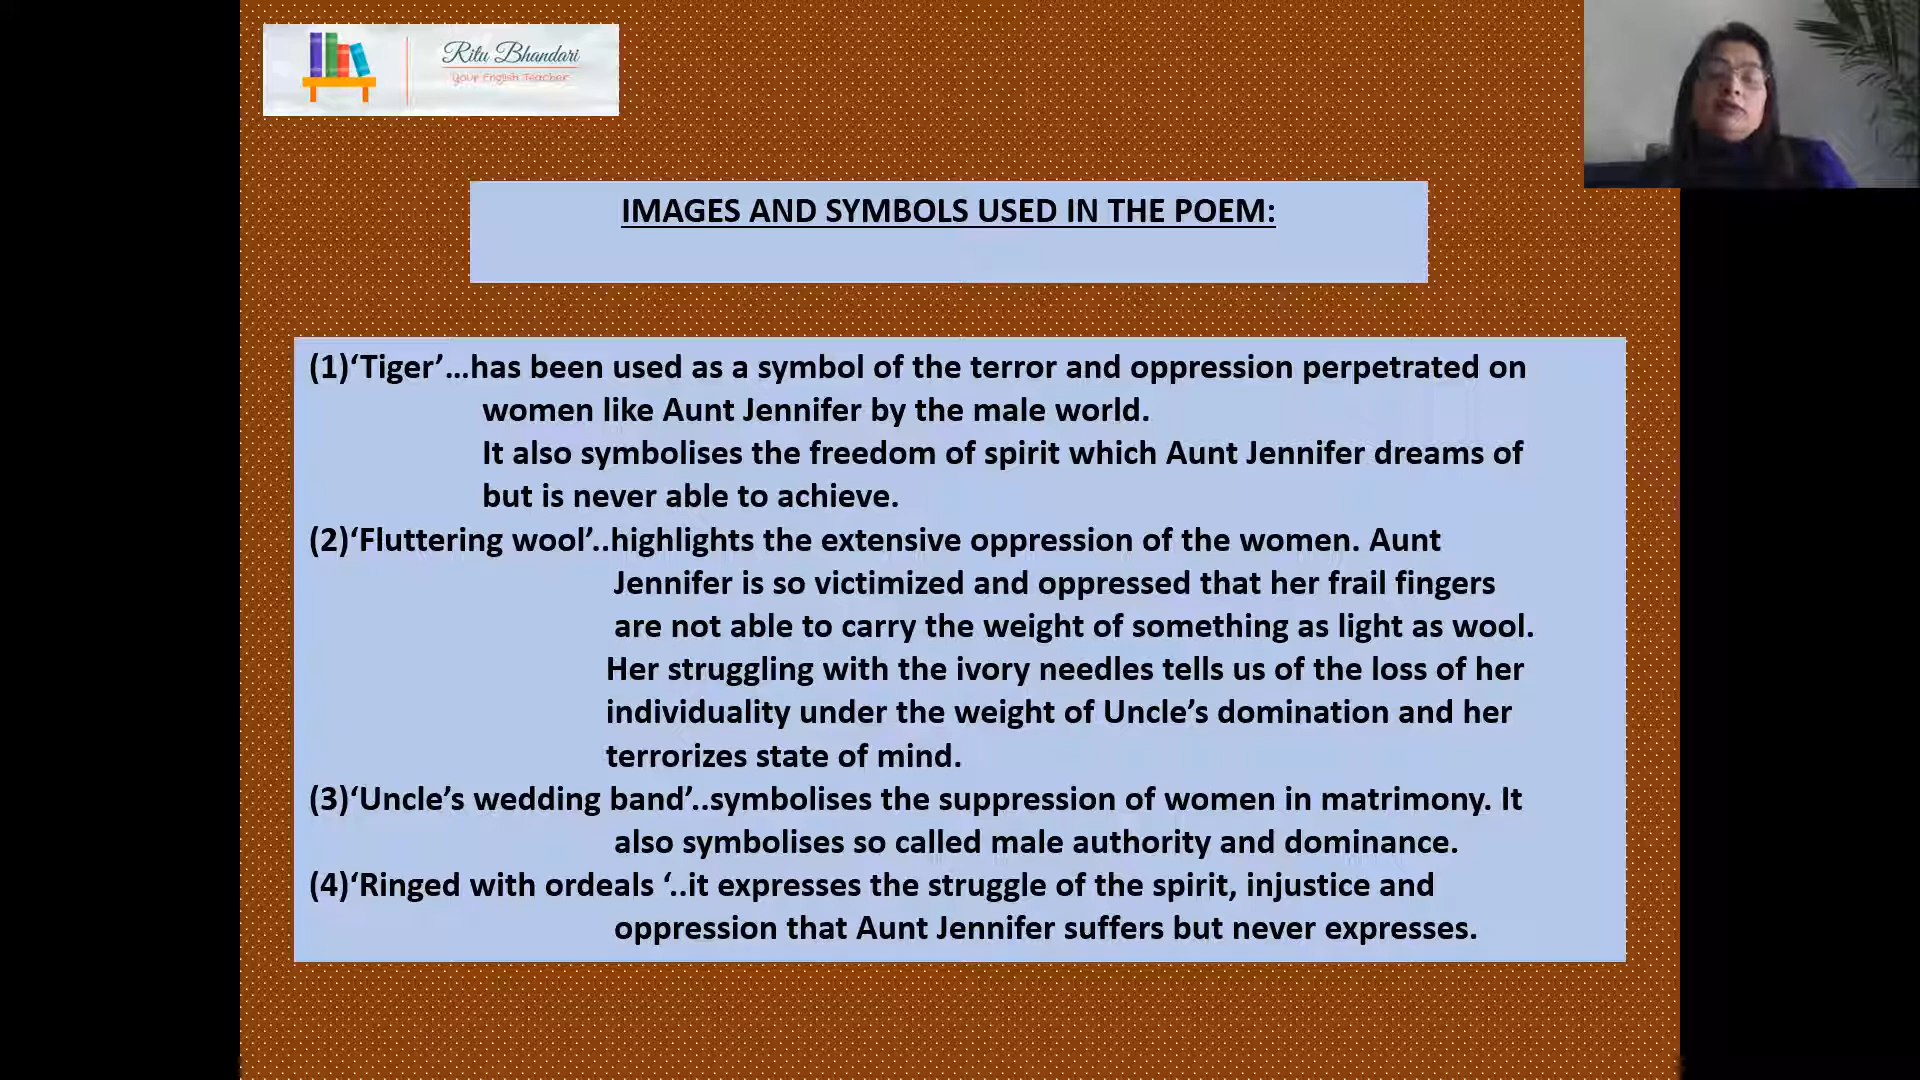 Ritu Bhandari
Your English Teacher
IMAGES AND SYMBOLS USED IN THE POEM:
(1)‘Tiger’...has been used as a symbol of the terror and oppression perpetrated on
women like Aunt Jennifer by the male world.
It also symbolises the freedom of spirit which Aunt Jennifer dreams of
but is never able to achieve.
(2)‘Fluttering wool’..highlights the extensive oppression of the women. Aunt
Jennifer is so victimized and oppressed that her frail fingers
are not able to carry the weight of something as light as wool.
Her struggling with the ivory needles tells us of the loss of her
individuality under the weight of Uncle’s domination and her
terrorizes state of mind.
(3)‘Uncle’s wedding band’..symbolises the suppression of women in matrimony. It
also symbolises so called male authority and dominance.
(4)‘Ringed with ordeals ‘..it expresses the struggle of the spirit, injustice and
oppression that Aunt Jennifer suffers but never expresses.